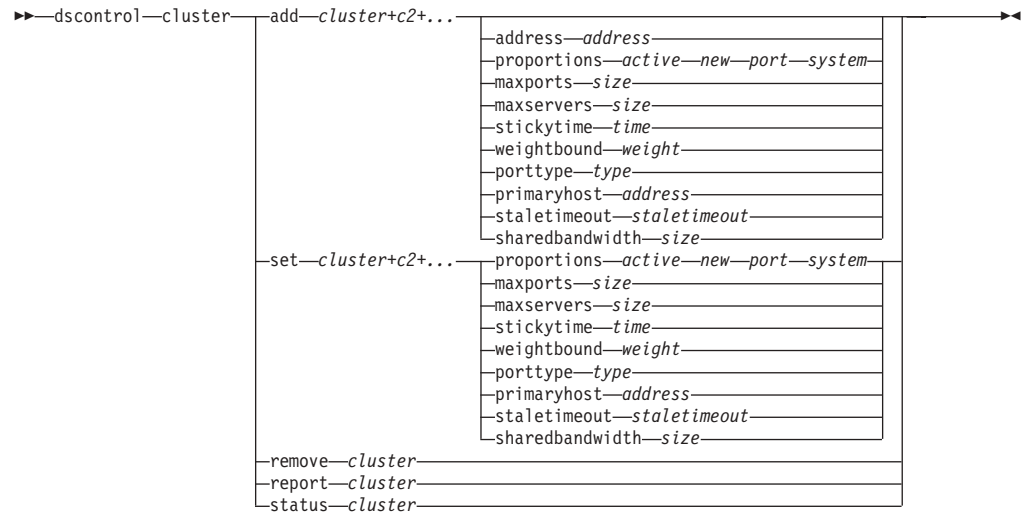 dscontrol cluster add cluster+c2+...
address address
proportions active new port system
maxports size
maxservers size
stickytime time
weightbound weight
porttype type
primaryhost address
staletimeout staletimeout
sharedbandwidth size
set cluster+c2+... proportions active new port system
maxports size
maxservers size
stickytime time
weightbound weight
porttype type
primaryhost address
staletimeout staletimeout
sharedbandwidth size
remove cluster
report cluster
status cluster